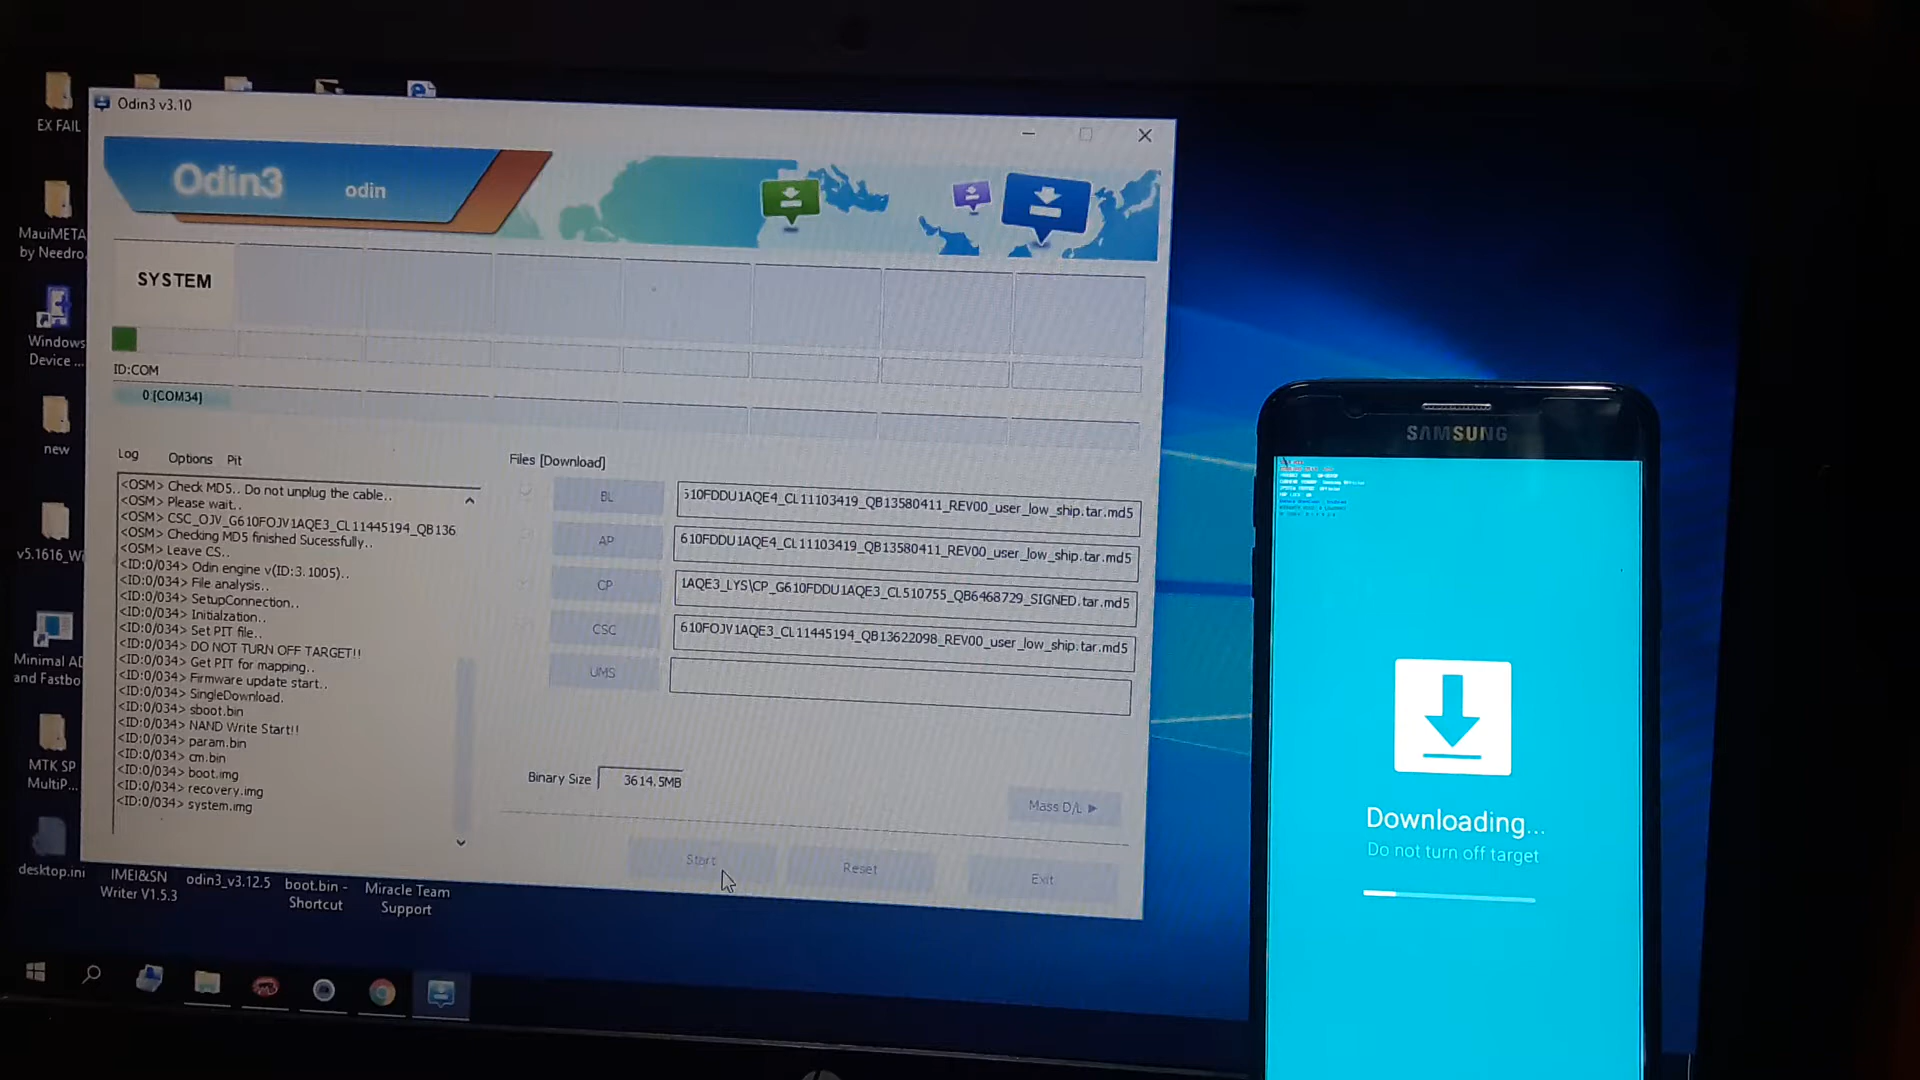 EX FAIL
MauiMETA
by Needro.
Windows
Device ...
new
v5.1616_Wi
Minimal AD
and Fastbo
MTK SP
MultiP...
desktop.ini
IMEI&SN
Writer V1.5.3
odin3_v3.12.5
boot.bin -
Shortcut
Miracle Team
Support
Odin3 v3.10
Odin3
odin
SYSTEM
ID:COM
0:[COM34]
Log
Options
Pit
<OSM> Check MD5.. Do not unplug the cable..
<OSM> Please wait..
<OSM> CSC_OJV_G610FOJV1AQE3_CL11445194_QB136
<OSM> Checking MD5 finished Sucessfully..
<OSM> Leave CS..
<ID:0/034> Odin engine v(ID:3.1005)..
<ID:0/034> File analysis..
<ID:0/034> SetupConnection..
<ID:0/034> Initialzation..
<ID:0/034> Set PIT file..
<ID:0/034> DO NOT TURN OFF TARGET!!
<ID:0/034> Get PIT for mapping..
<ID:0/034> Firmware update start..
<ID:0/034> SingleDownload.
<ID:0/034> sboot.bin
<ID:0/034> NAND Write Start!!
<ID:0/034> param.bin
<ID:0/034> cm.bin
<ID:0/034> boot.img
<ID:0/034> recovery.img
<ID:0/034> system.img
Files [Download]
BL
510FDDU1AQE4_CL11103419_QB13580411_REV00_user_low_ship.tar.md5
AP
610FDDU1AQE4_CL11103419_QB13580411_REV00_user_low_ship.tar.md5
CP
1AQE3_LYS\CP_G610FDDU1AQE3_CL510755_QB6468729_SIGNED.tar.md5
CSC
610FOJV1AQE3_CL11445194_QB13622098_REV00_user_low_ship.tar.md5
UMS
Binary Size
3614.5MB
Mass D/L
Start
Reset
Exit
SAMSUNG
Downloading...
Do not turn off target